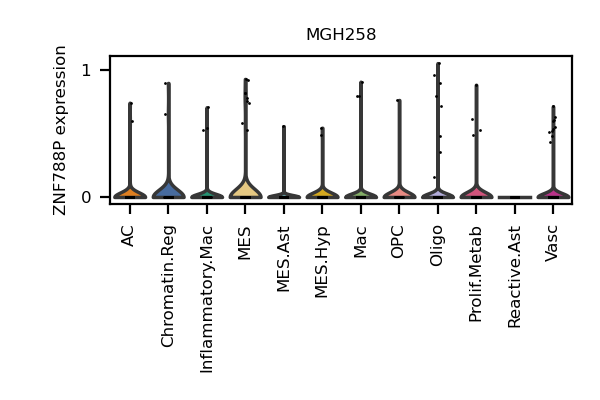 MGH258
ZNF788P expression
1
0
AC
Chromatin.Reg
Inflammatory.Mac
MES
MES.Ast
MES.Hyp
Mac
OPC
Oligo
Prolif.Metab
Reactive.Ast
Vasc